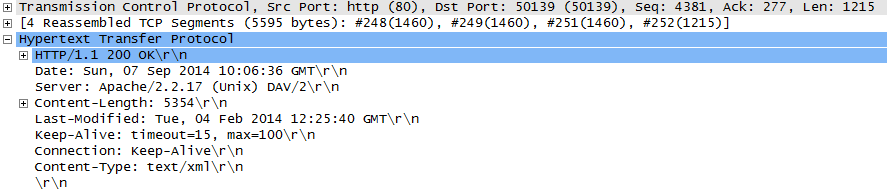 Transmission Control Protocol, Src Port: http (80), Dst Port: 50139 (50139), Seq: 4381, Ack: 277, Len: 1215
[4 Reassembled TCP Segments (5595 bytes): #248(1460), #249(1460), #251(1460), #252(1215)]
Hypertext Transfer Protocol
HTTP/1.1 200 OK\r\n
Date: Sun, 07 Sep 2014 10:06:36 GMT\r\n
Server: Apache/2.2.17 (Unix) DAV/2\r\n
Content-Length: 5354\r\n
Last-Modified: Tue, 04 Feb 2014 12:25:40 GMT\r\n
Keep-Alive: timeout=15, max=100\r\n
Connection: Keep-Alive\r\n
Content-Type: text/xml\r\n
\r\n